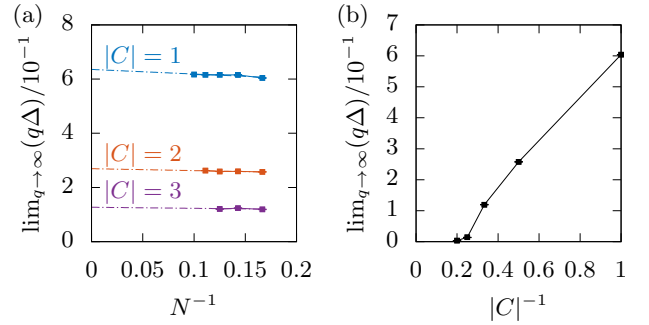 (a)
lim_{q→∞}(qΔ)/10^{−1}
8
6
4
2
0
|C| = 1
|C| = 2
|C| = 3
0 0.05 0.1 0.15 0.2
N^{−1}
(b)
lim_{q→∞}(qΔ)/10^{−1}
7
6
5
4
3
2
1
0
0 0.2 0.4 0.6 0.8 1
|C|^{−1}